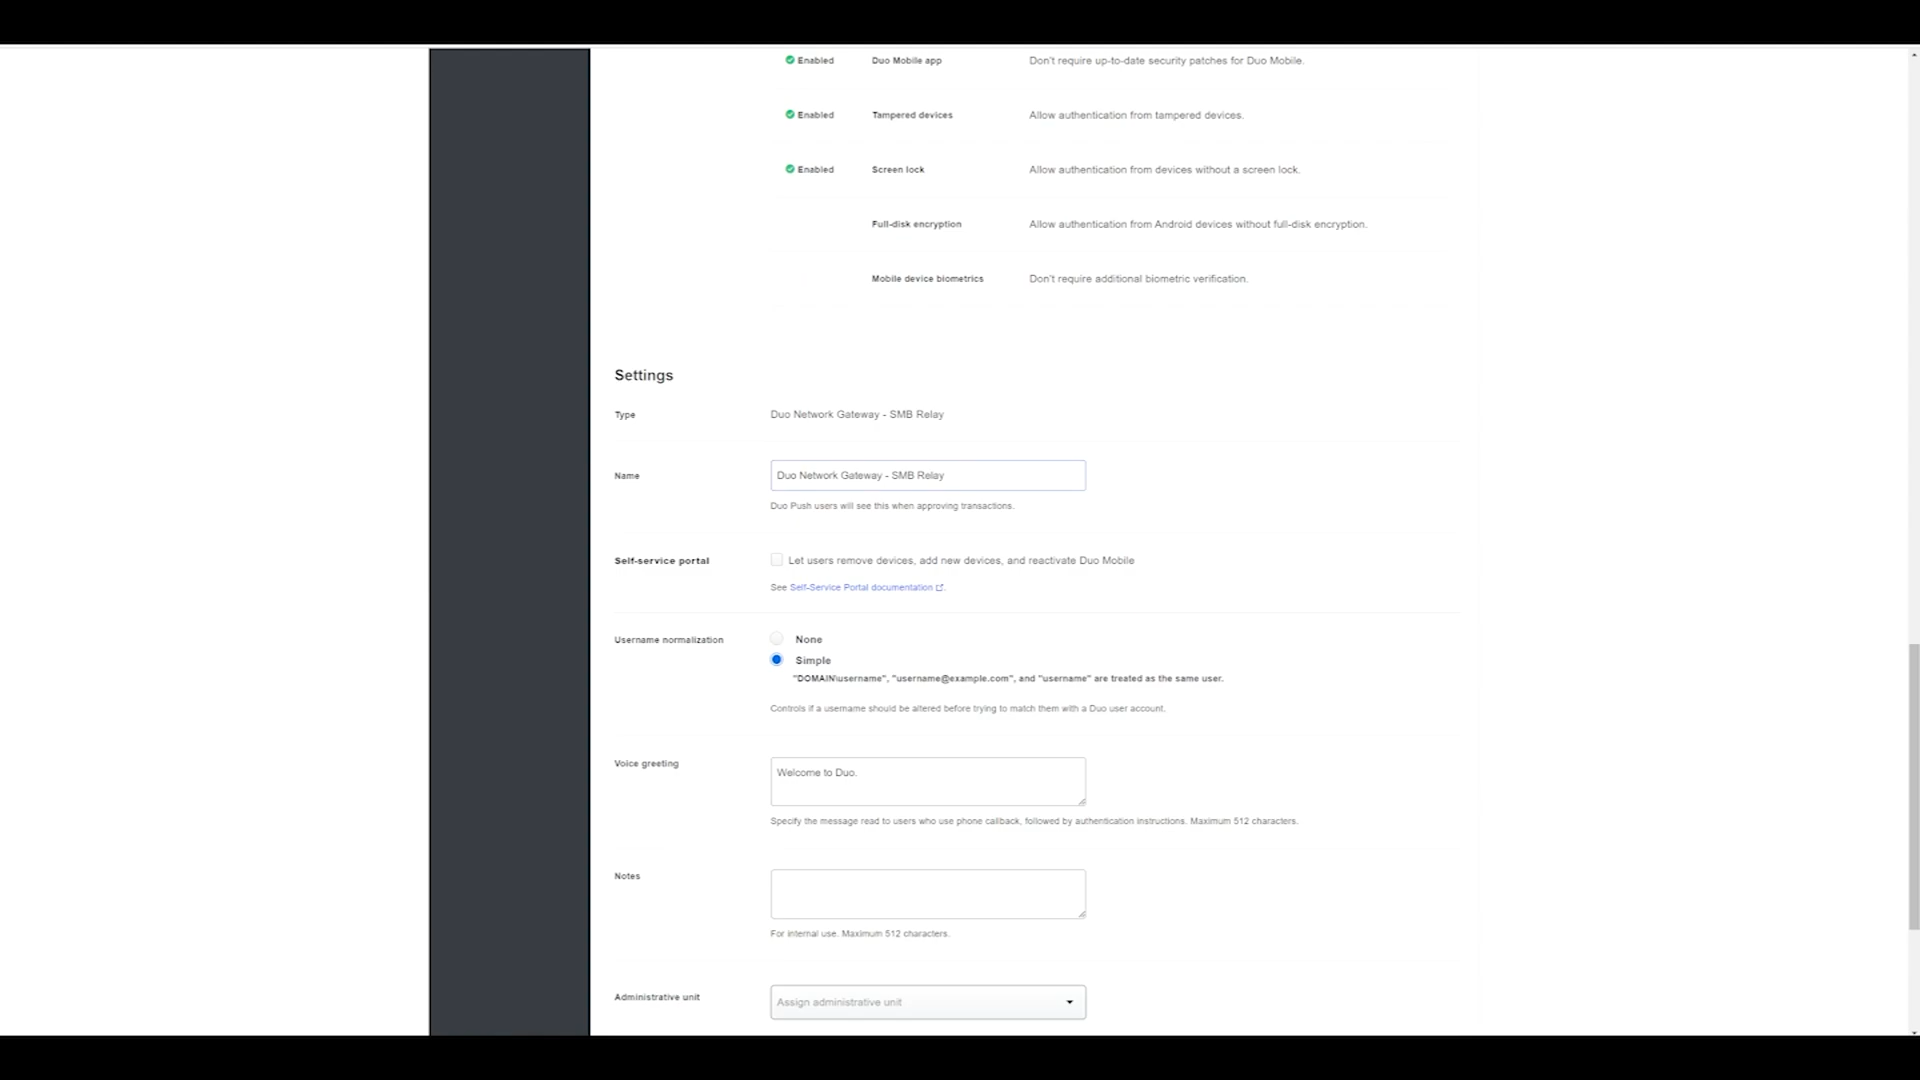 Enabled Duo Mobile app Don't require up-to-date security patches for Duo Mobile.
Enabled Tampered devices Allow authentication from tampered devices.
Enabled Screen lock Allow authentication from devices without a screen lock.
Full-disk encryption Allow authentication from Android devices without full-disk encryption.
Mobile device biometrics Don't require additional biometric verification.
Settings
Type Duo Network Gateway - SMB Relay
Name Duo Network Gateway - SMB Relay
Duo Push users will see this when approving transactions.
Self-service portal Let users remove devices, add new devices, and reactivate Duo Mobile
See Self-Service Portal documentation.
Username normalization None
Simple
"DOMAIN\username", "username@example.com", and "username" are treated as the same user.
Controls if a username should be altered before trying to match them with a Duo user account.
Voice greeting Welcome to Duo.
Specify the message read to users who use phone callback, followed by authentication instructions. Maximum 512 characters.
Notes
For internal use. Maximum 512 characters.
Administrative unit Assign administrative unit